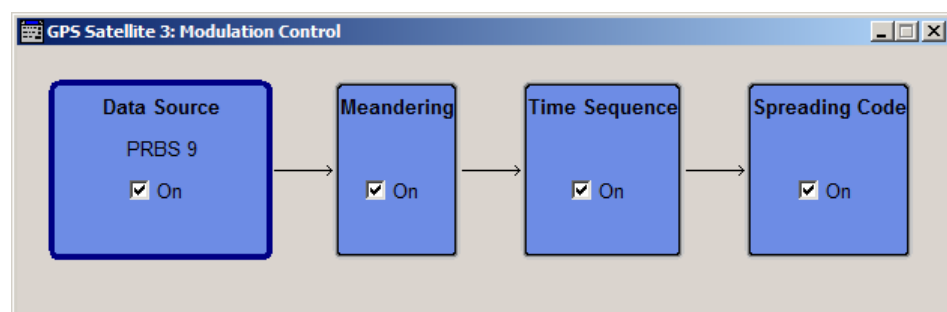 GPS Satellite 3: Modulation Control
Data Source
PRBS 9
On
Meandering
On
Time Sequence
On
Spreading Code
On